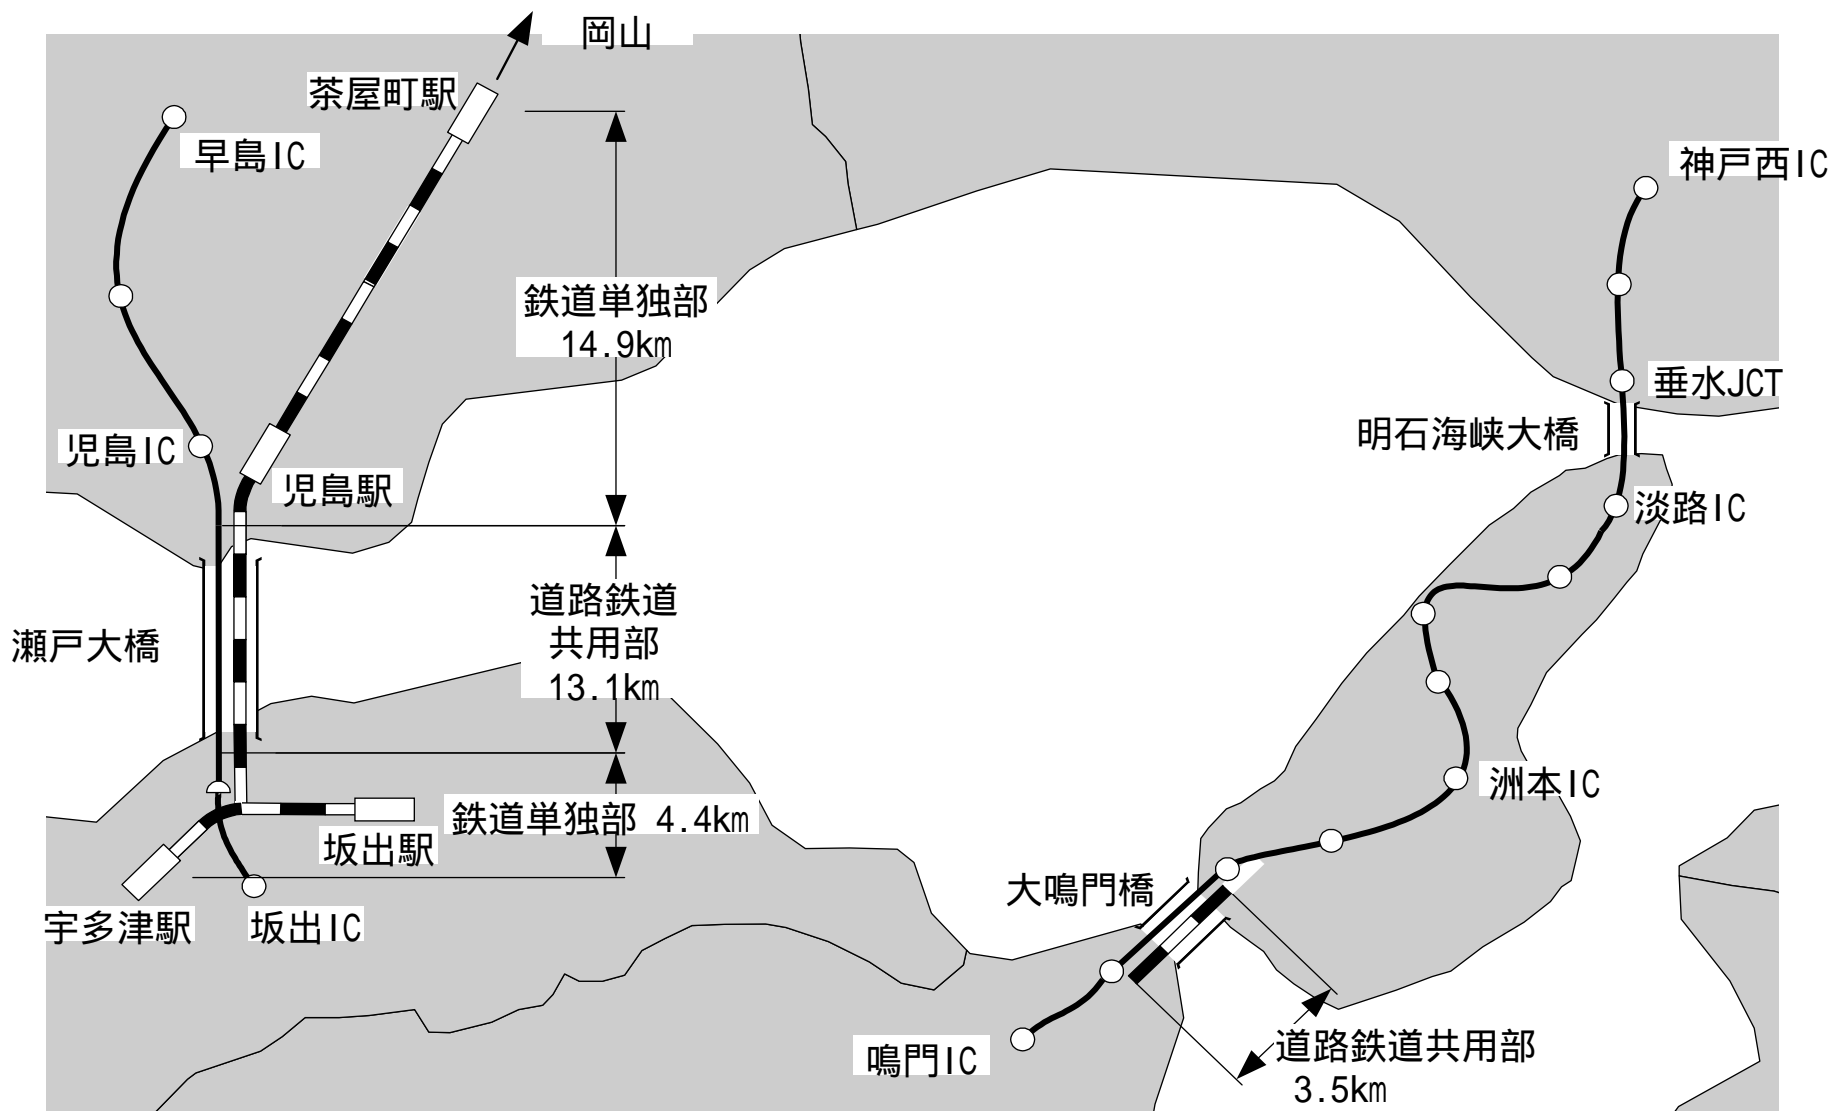 岡山
茶屋町駅
早島IC
神戸西IC
鉄道単独部
14.9km
垂水JCT
明石海峡大橋
児島IC
児島駅
淡路IC
道路鉄道
共用部
13.1km
瀬戸大橋
洲本IC
鉄道単独部 4.4km
坂出駅
大鳴門橋
宇多津駅
坂出IC
鳴門IC
道路鉄道共用部
3.5km